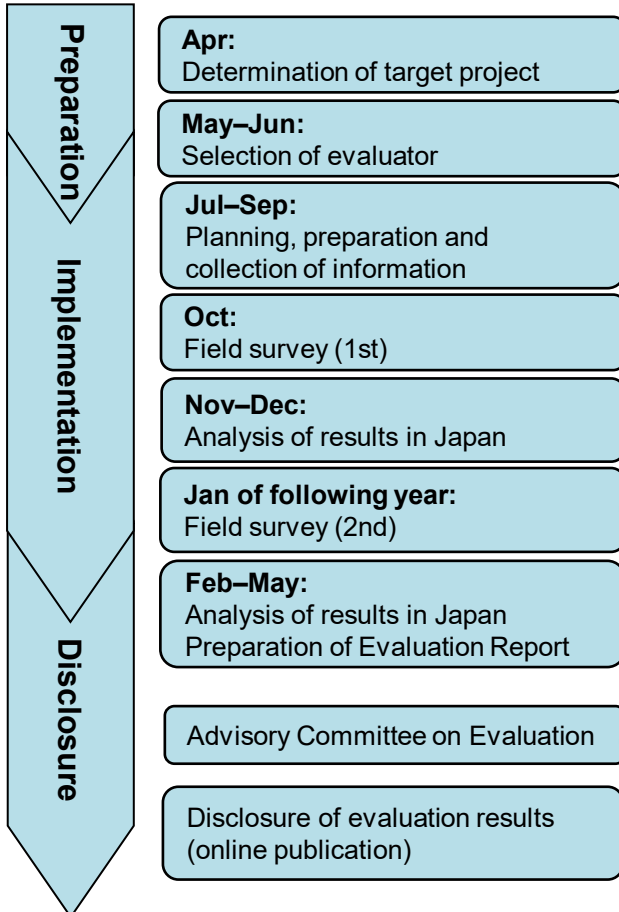 Preparation
Apr:
Determination of target project
May–Jun:
Selection of evaluator
Implementation
Jul–Sep:
Planning, preparation and
collection of information
Oct:
Field survey (1st)
Nov–Dec:
Analysis of results in Japan
Jan of following year:
Field survey (2nd)
Disclosure
Feb–May:
Analysis of results in Japan
Preparation of Evaluation Report
Advisory Committee on Evaluation
Disclosure of evaluation results
(online publication)